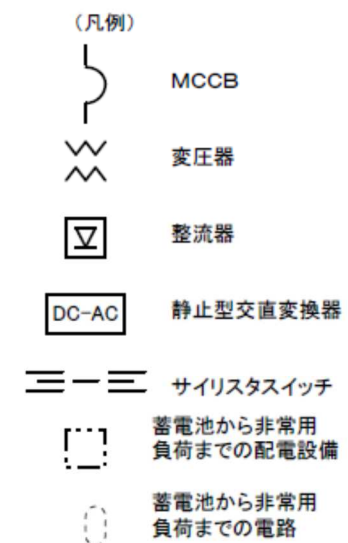 （凡例）
MCCB
変圧器
整流器
DC-AC
静止型交直変換器
サイリスタスイッチ
蓄電池から非常用
負荷までの配電設備
蓄電池から非常用
負荷までの電路